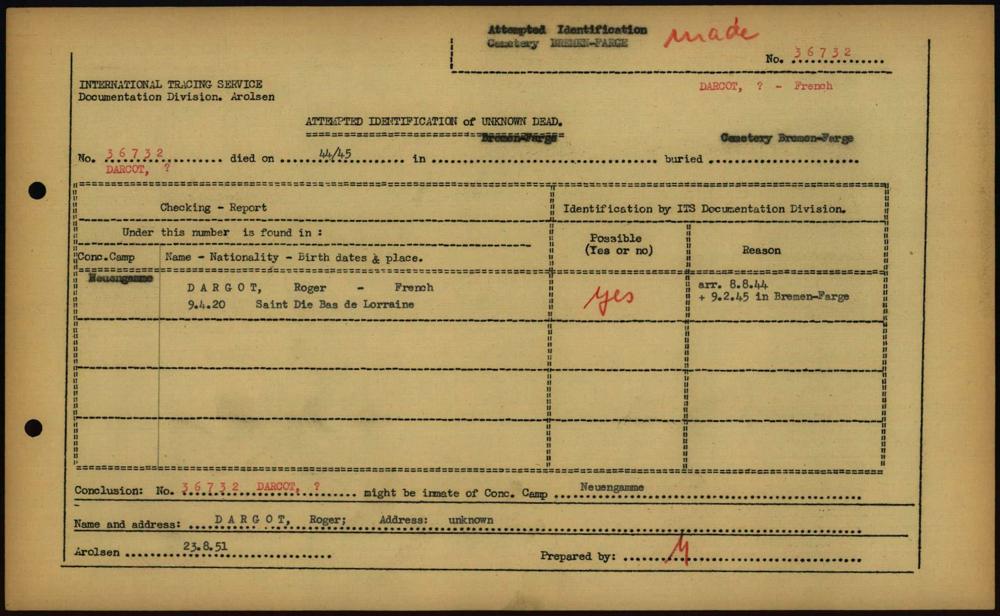 Attempted Identification
Cemetery BREMEN-FARGE
made
No. 36732
DARCOT, ? - French
INTERNATIONAL TRACING SERVICE
Documentation Division. Arolsen
ATTEMPTED IDENTIFICATION of UNKNOWN DEAD.
No. 36732 died on 44/45 in Bremen-Farge buried Cemetery Bremen-Farge
DARCOT, ?
Checking - Report
Identification by ITS Documentation Division.
Under this number is found in :
Possible
(Yes or no)
Reason
Conc.Camp
Name - Nationality - Birth dates & place.
Neuengamme
DARGOT, Roger - French
9.4.20 Saint Die Bas de Lorraine
yes
arr. 8.8.44
+ 9.2.45 in Bremen-Farge
Conclusion: No. 36732 DARCOT, ? might be inmate of Conc. Camp Neuengamme
Name and address: DARGOT, Roger; Address: unknown
Arolsen 23.8.51
Prepared by: